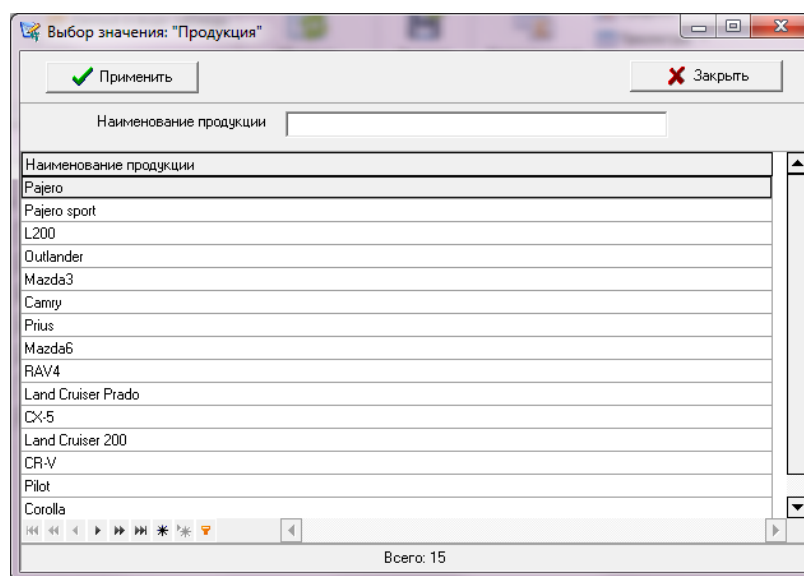 Выбор значения: "Продукция"
Применить
Закрыть
Наименование продукции
Наименование продукции
Pajero
Pajero sport
L200
Outlander
Mazda3
Camry
Prius
Mazda6
RAV4
Land Cruiser Prado
CX-5
Land Cruiser 200
CR-V
Pilot
Corolla
Всего: 15